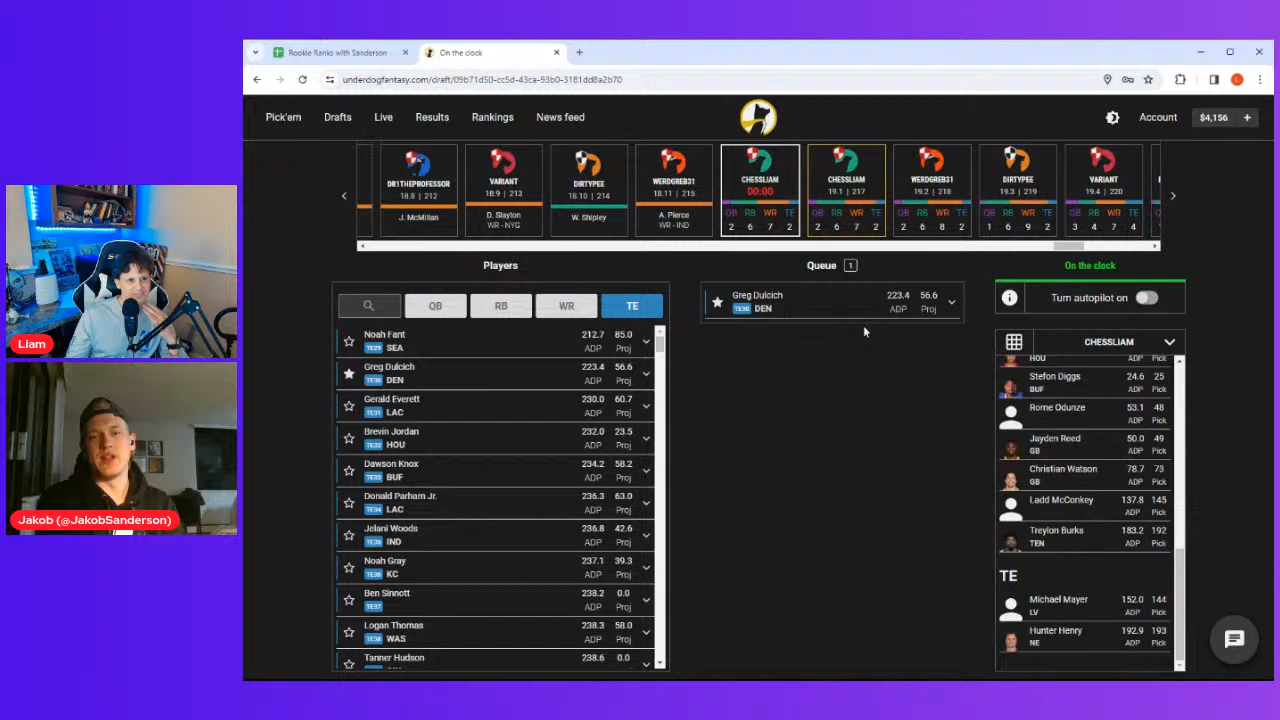 Rookie Ranks with Sanderson
On the clock
underdogfantasy.com/draft/09b71d50-cc5d-43ca-93b0-3181dd8a2b70
Pick'em Drafts Live Results Rankings News feed
Account $4,156 +
DR1THEPROFESSOR
18.8 | 212
J. McMillan
VARIANT
18.9 | 213
D. Slayton
WR - NYG
DIRTYPEE
18.10 | 214
W. Shipley
WERDGREB31
18.11 | 215
A. Pierce
WR - IND
CHESSLIAM
00:00
QB RB WR TE
2 6 7 2
CHESSLIAM
19.1 | 217
QB RB WR TE
2 6 7 2
WERDGREB31
19.2 | 218
QB RB WR TE
2 6 8 2
DIRTYPEE
19.3 | 219
QB RB WR TE
1 6 9 2
VARIANT
19.4 | 220
QB RB WR TE
3 4 7 4
Players
QB RB WR TE
Noah Fant 212.7 85.0
TE29 SEA ADP Proj
Greg Dulcich 223.4 56.6
TE30 DEN ADP Proj
Gerald Everett 230.0 60.7
TE31 LAC ADP Proj
Brevin Jordan 232.0 23.5
TE32 HOU ADP Proj
Dawson Knox 234.2 58.2
TE33 BUF ADP Proj
Donald Parham Jr. 236.3 63.0
TE34 LAC ADP Proj
Jelani Woods 236.8 42.6
TE35 IND ADP Proj
Noah Gray 237.1 39.3
TE36 KC ADP Proj
Ben Sinnott 238.2 0.0
TE37 ADP Proj
Logan Thomas 238.3 58.0
TE38 WAS ADP Proj
Tanner Hudson 238.6 0.0
Queue 1
Greg Dulcich 223.4 56.6
TE30 DEN ADP Proj
On the clock
Turn autopilot on
CHESSLIAM
HOU ADP Pick
Stefon Diggs 24.6 25
BUF ADP Pick
Rome Odunze 53.1 48
ADP Pick
Jayden Reed 50.0 49
GB ADP Pick
Christian Watson 78.7 73
GB ADP Pick
Ladd McConkey 137.8 145
ADP Pick
Treylon Burks 183.2 192
TEN ADP Pick
TE
Michael Mayer 152.0 144
LV ADP Pick
Hunter Henry 192.9 193
NE ADP Pick
Liam
Jakob (@JakobSanderson)